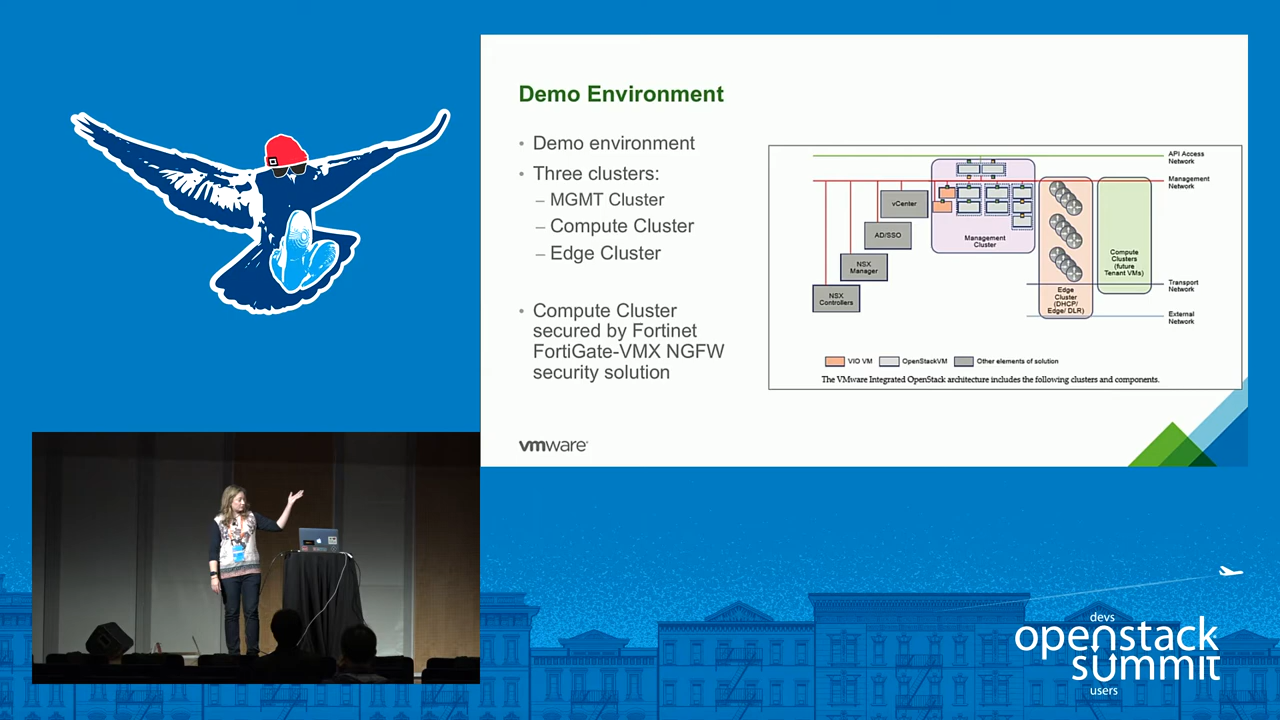 Demo Environment
• Demo environment
• Three clusters:
– MGMT Cluster
– Compute Cluster
– Edge Cluster
• Compute Cluster
secured by Fortinet
FortiGate-VMX NGFW
security solution
API Access
Network
Management
Network
vCenter
AD/SSO
NSX
Manager
NSX
Controllers
Management
Cluster
Edge
Cluster
(DHCP/
Edge/ DLR)
Compute
Clusters
(future
Tenant VMs)
Transport
Network
External
Network
VIO VM
OpenStackVM
Other elements of solution
The VMware Integrated OpenStack architecture includes the following clusters and components.
vmware
devs
openstack
summit
users